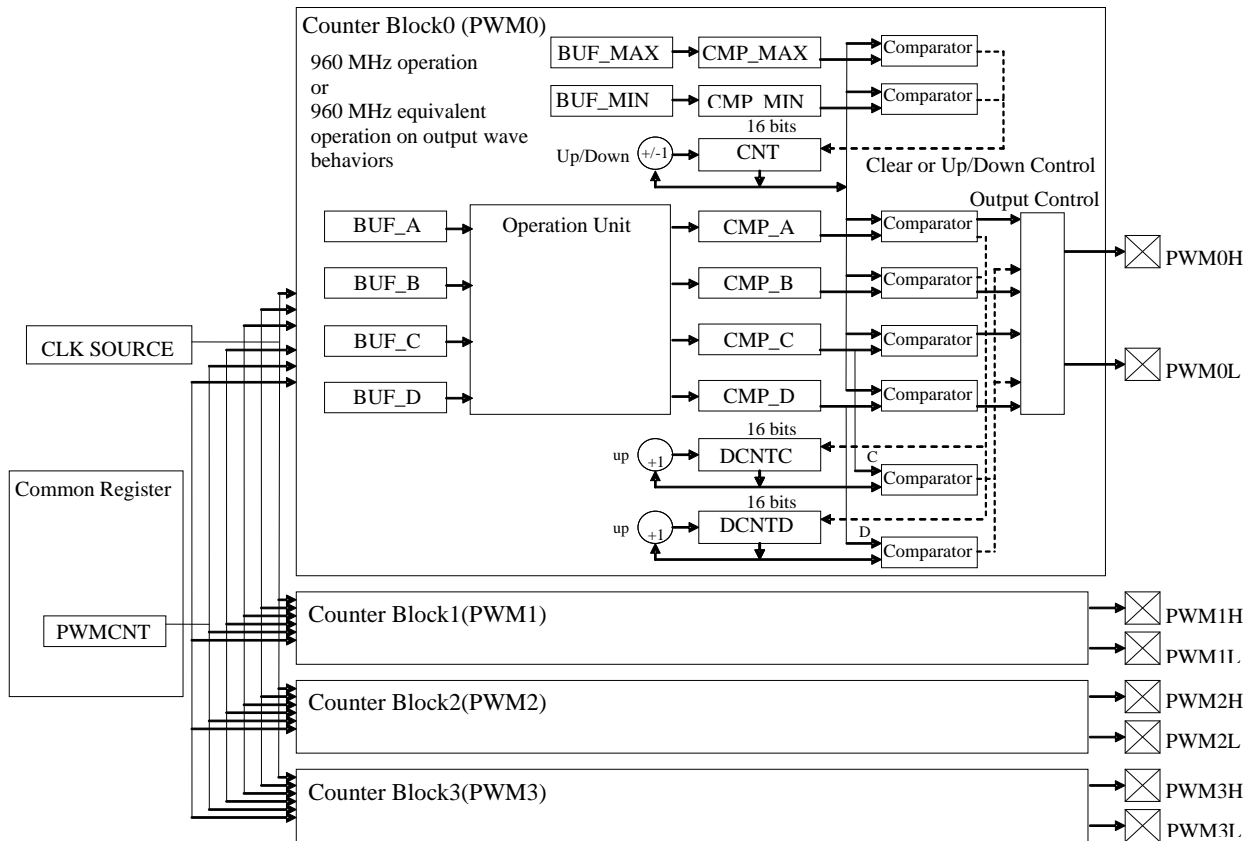 Counter Block0 (PWM0)
960 MHz operation
or
960 MHz equivalent
operation on output wave
behaviors
BUF_MAX
CMP_MAX
Comparator
BUF_MIN
CMP_MIN
Comparator
16 bits
Up/Down
+/-1
CNT
Clear or Up/Down Control
Output Control
BUF_A
Operation Unit
CMP_A
Comparator
PWM0H
BUF_B
CMP_B
Comparator
CLK SOURCE
BUF_C
CMP_C
Comparator
PWM0L
BUF_D
CMP_D
Comparator
16 bits
up
+1
DCNTC
C
Comparator
Common Register
16 bits
up
+1
DCNTD
D
Comparator
PWMCNT
Counter Block1(PWM1)
PWM1H
PWM1L
Counter Block2(PWM2)
PWM2H
PWM2L
Counter Block3(PWM3)
PWM3H
PWM3L